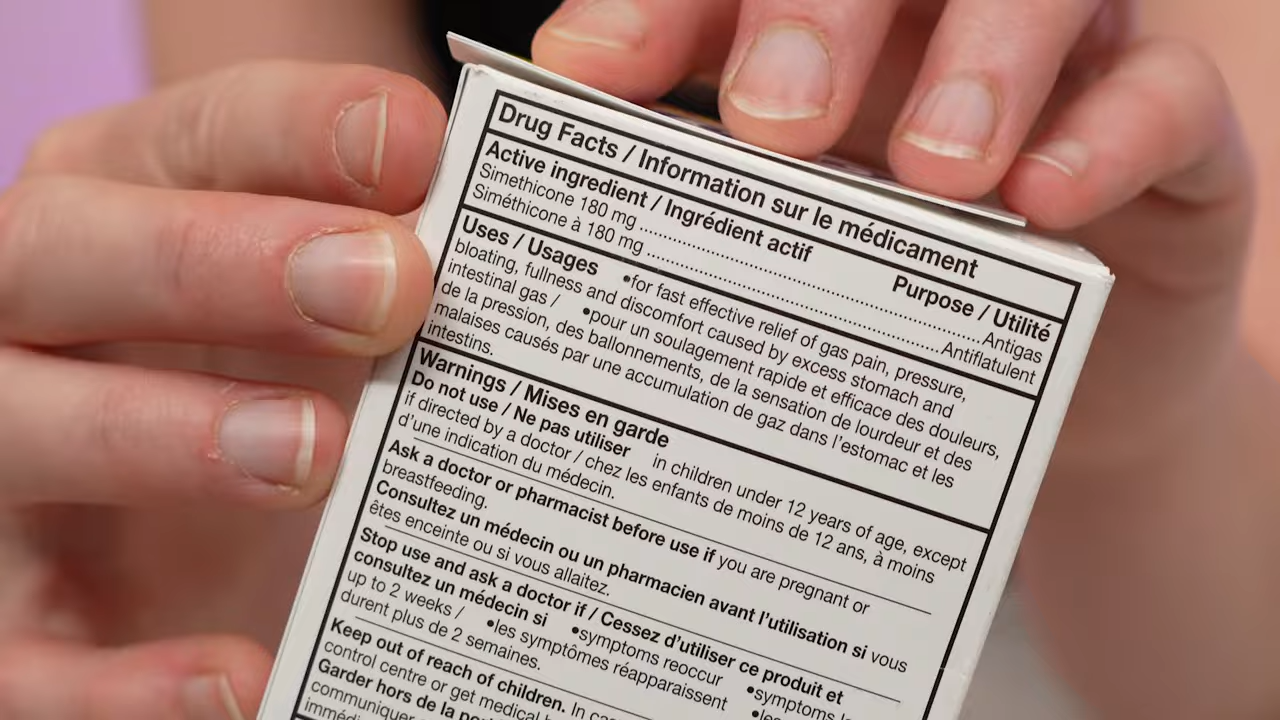 Drug Facts / Information sur le médicament
Active ingredient / Ingrédient actif Purpose / Utilité
Simethicone 180 mg ........ Antigas
Siméthicone à 180 mg ........ Antiflatulent
Uses / Usages •for fast effective relief of gas pain, pressure,
bloating, fullness and discomfort caused by excess stomach and
intestinal gas / •pour un soulagement rapide et efficace des douleurs,
de la pression, des ballonnements, de la sensation de lourdeur et des
malaises causés par une accumulation de gaz dans l'estomac et les
intestins.
Warnings / Mises en garde
Do not use / Ne pas utiliser in children under 12 years of age, except
if directed by a doctor / chez les enfants de moins de 12 ans, à moins
d'une indication du médecin.
Ask a doctor or pharmacist before use if you are pregnant or
breastfeeding.
Consultez un médecin ou un pharmacien avant l'utilisation si vous
êtes enceinte ou si vous allaitez.
Stop use and ask a doctor if / Cessez d'utiliser ce produit et
consultez un médecin si •symptoms reoccur •symptoms l
up to 2 weeks / •les symptômes réapparaissent •les
durent plus de 2 semaines.
Keep out of reach of children. In cas
control centre or get medical h
Garder hors de la
communiquer
immédi